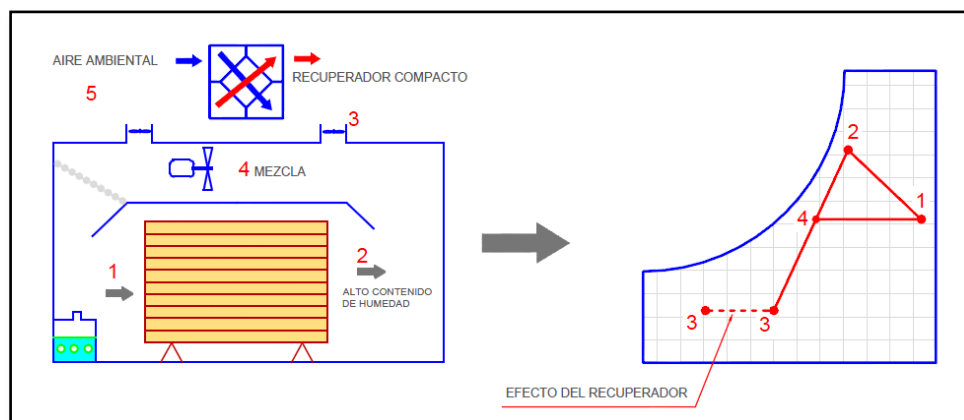 AIRE AMBIENTAL
RECUPERADOR COMPACTO
5
3
4 MEZCLA
1
2
ALTO CONTENIDO
DE HUMEDAD
2
1
4
3
3
EFECTO DEL RECUPERADOR